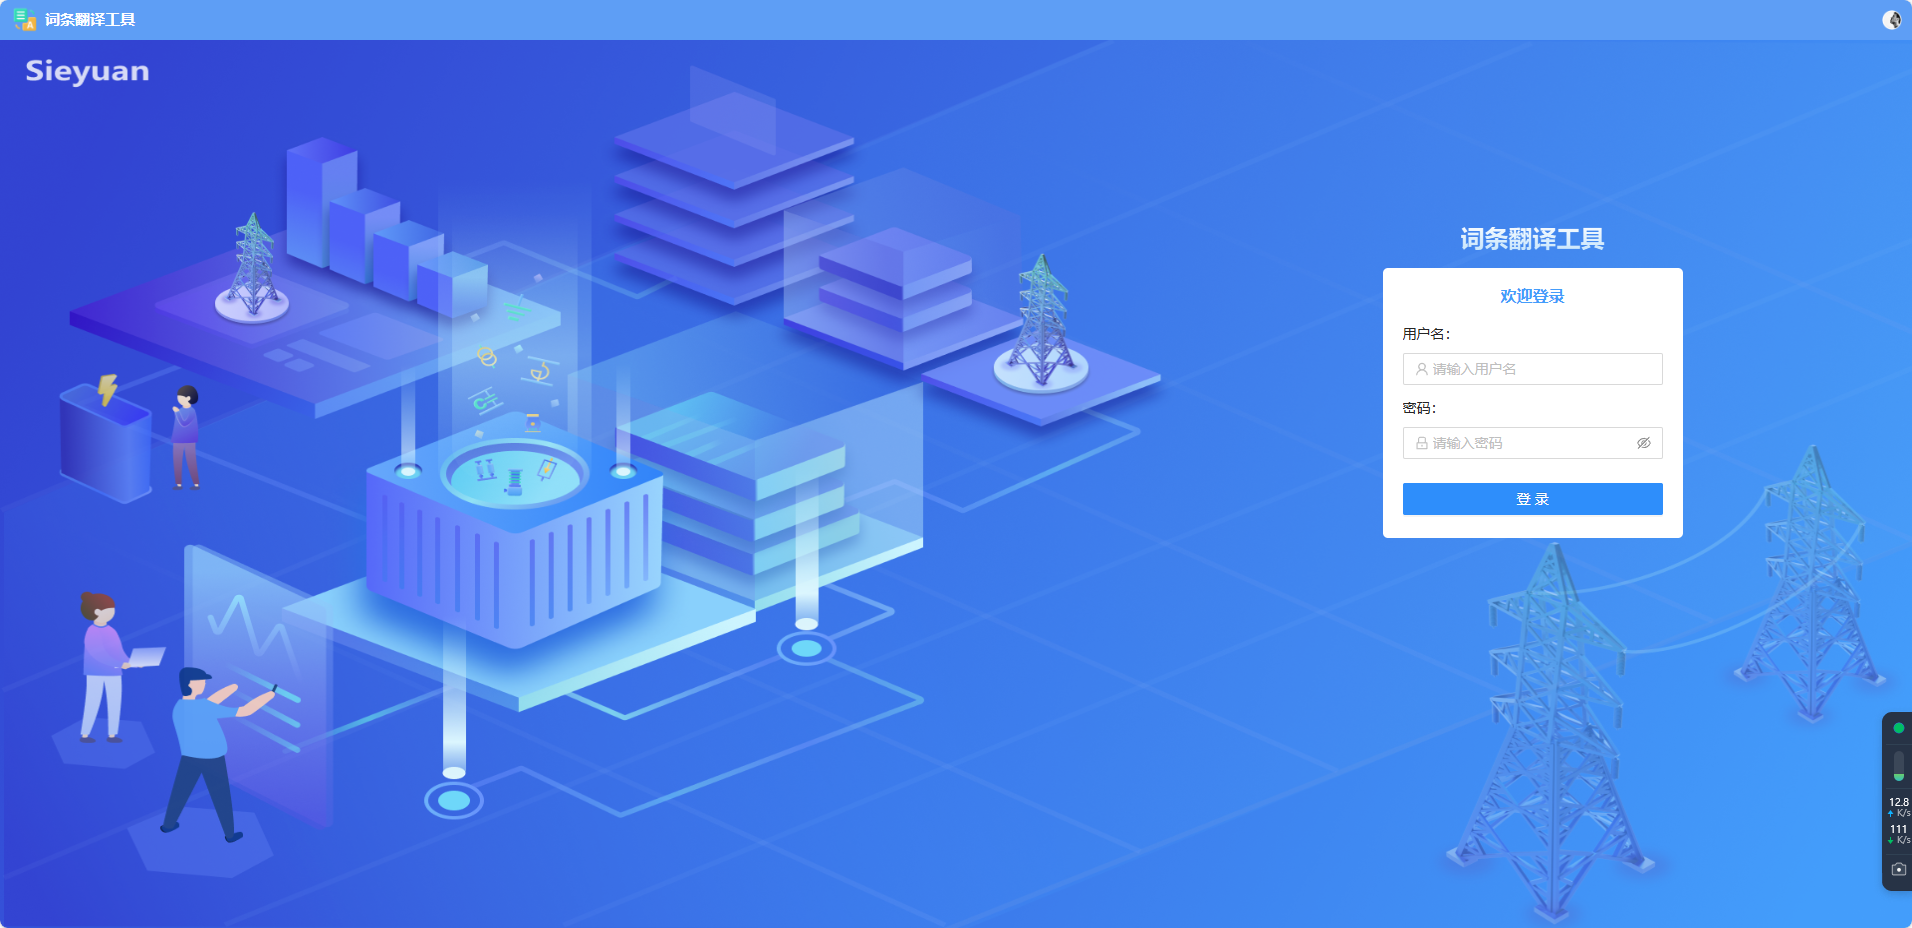 词条翻译工具
Sieyuan
词条翻译工具
欢迎登录
用户名：
请输入用户名
密码：
请输入密码
登 录
12.8
K/s
111
K/s